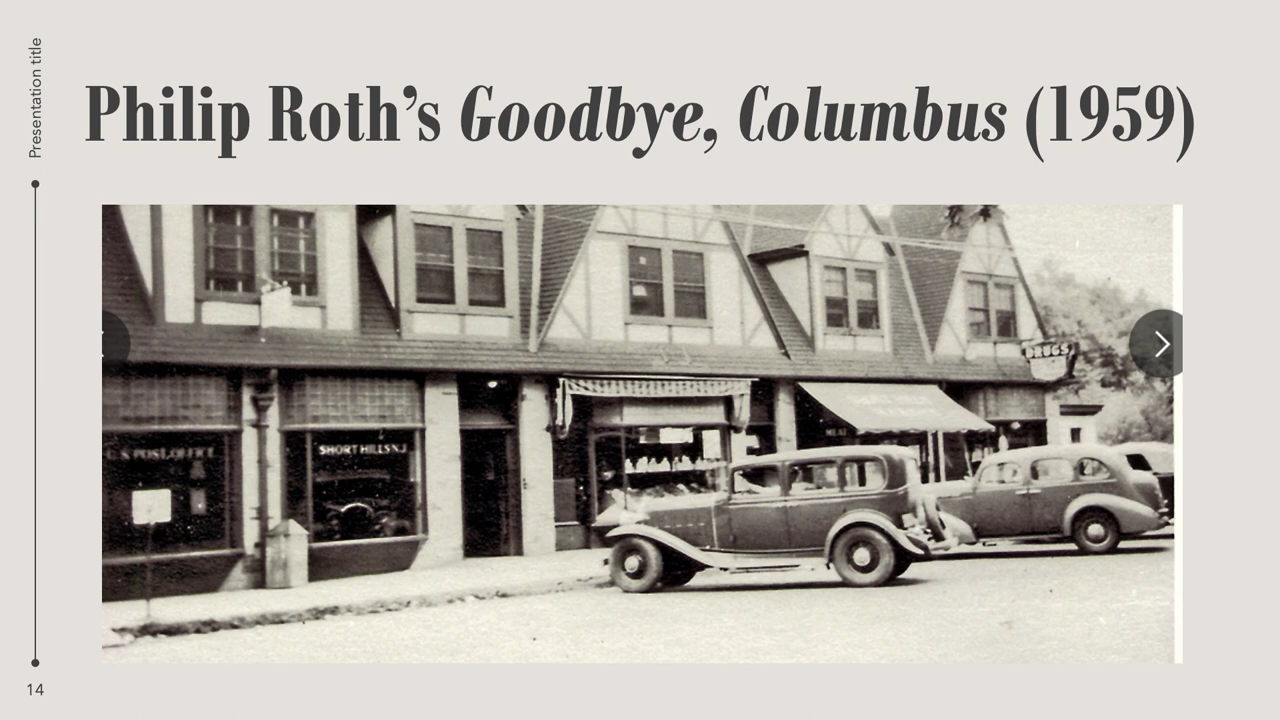 Presentation title
Philip Roth’s Goodbye, Columbus (1959)
U.S POST.OFFICE
SHORT HILLS N.J
DRUGS
14